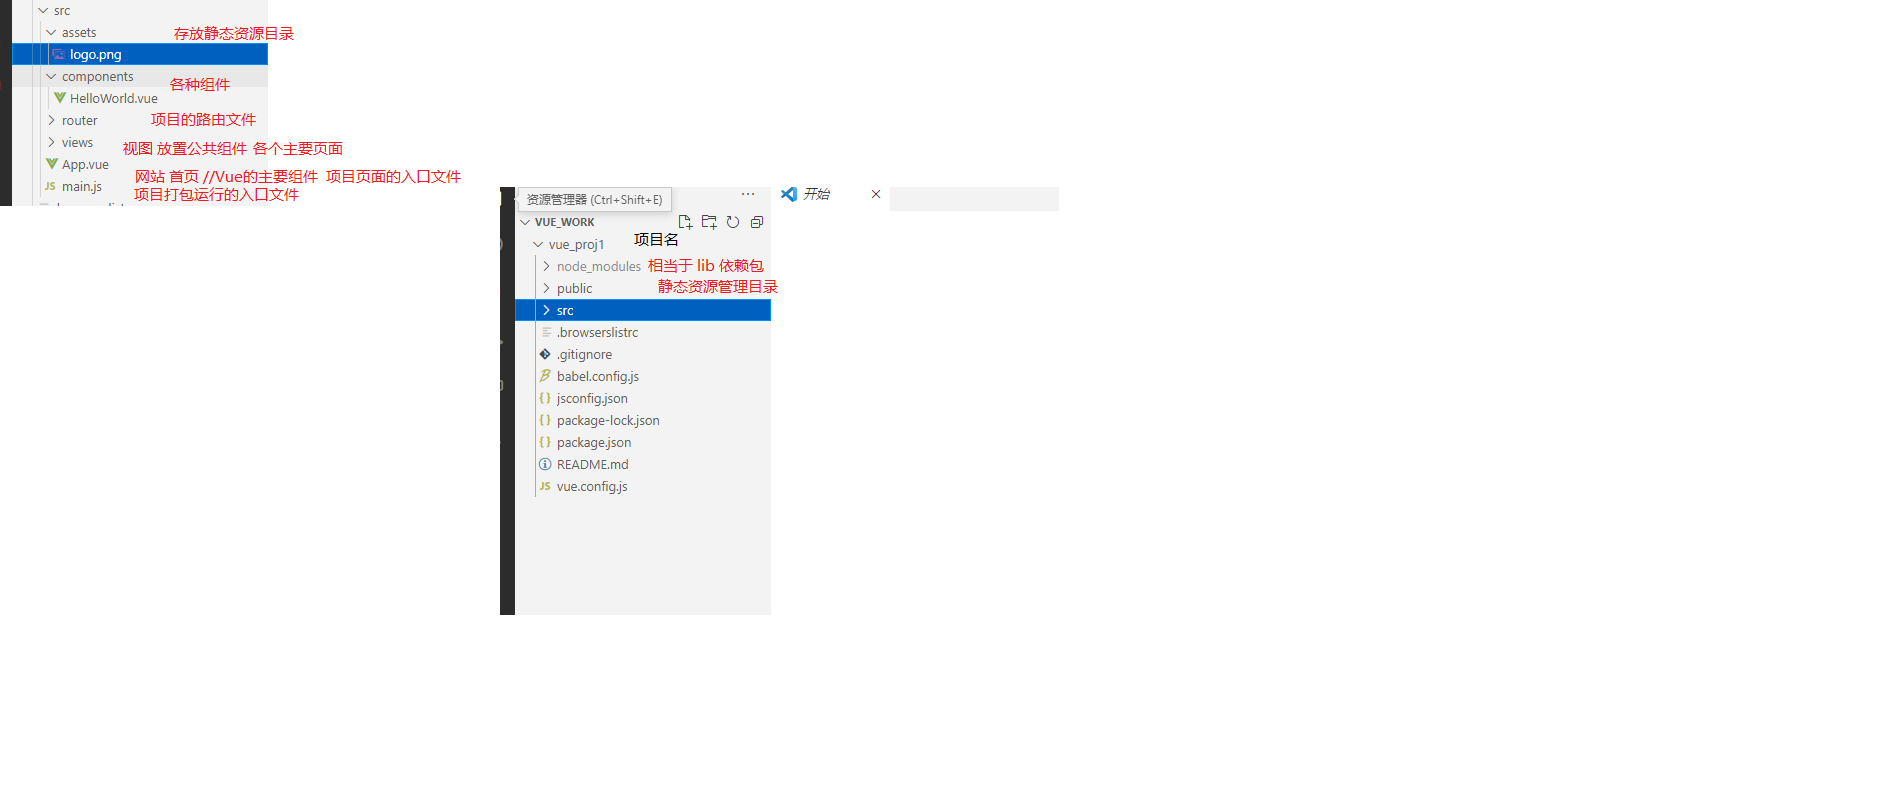 src
assets 存放静态资源目录
logo.png
components 各种组件
HelloWorld.vue
router 项目的路由文件
views 视图 放置公共组件 各个主要页面
App.vue 网站 首页 //Vue的主要组件 项目页面的入口文件
main.js 项目打包运行的入口文件
资源管理器 (Ctrl+Shift+E)
开始
VUE_WORK
vue_proj1 项目名
node_modules 相当于 lib 依赖包
public 静态资源管理目录
src
.browserslistrc
.gitignore
babel.config.js
jsconfig.json
package-lock.json
package.json
README.md
JS vue.config.js